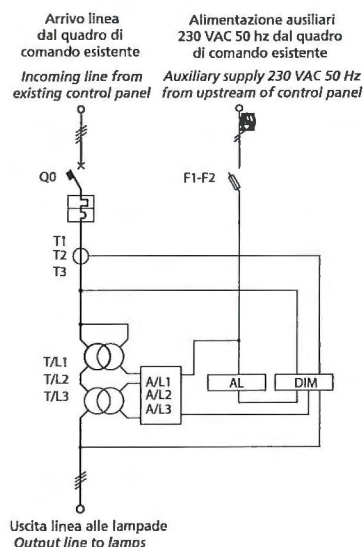 Arrivo linea
dal quadro di
comando esistente
Incoming line from
existing control panel
Alimentazione ausiliari
230 VAC 50 hz dal quadro
di comando esistente
Auxiliary supply 230 VAC 50 Hz
from upstream of control panel
Q0
F1-F2
T1
T2
T3
T/L1
T/L2
T/L3
A/L1
A/L2
A/L3
AL
DIM
Uscita linea alle lampade
Output line to lamps